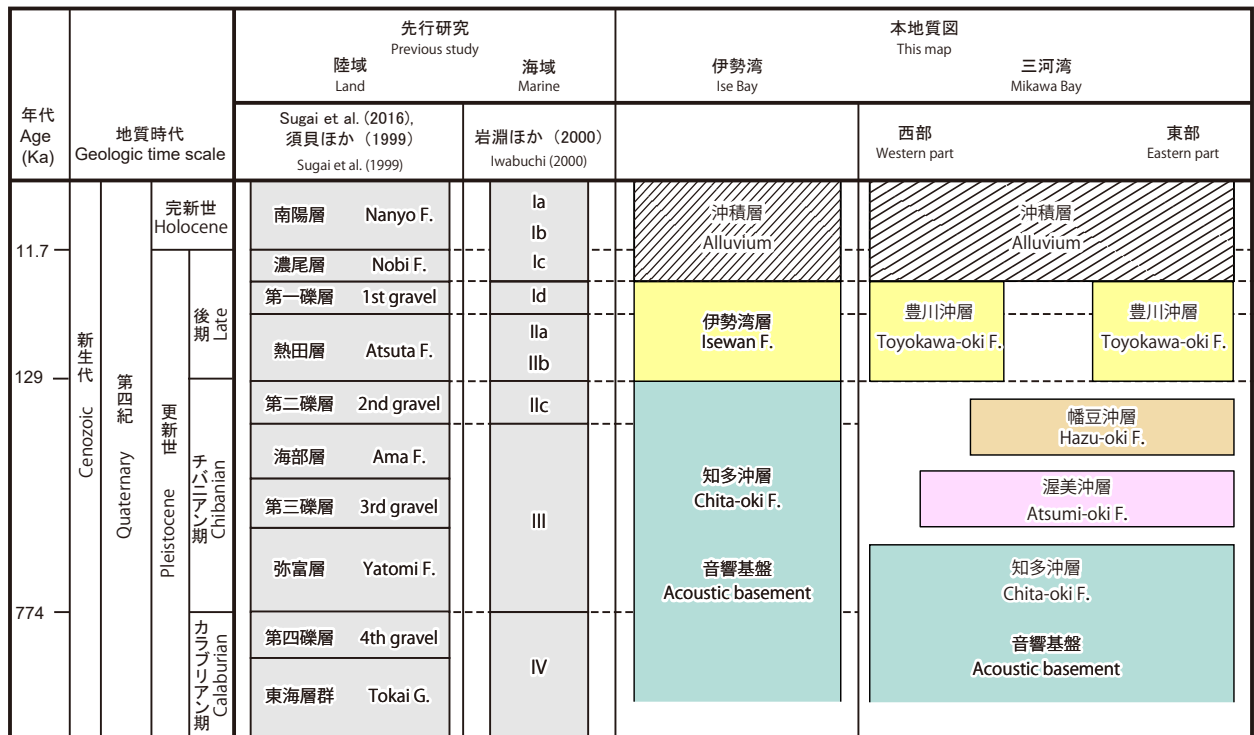 先行研究
Previous study
本地質図
This map
陸域
Land
海域
Marine
伊勢湾
Ise Bay
三河湾
Mikawa Bay
年代
Age
(Ka)
地質時代
Geologic time scale
Sugai et al. (2016),
須貝ほか（1999）
Sugai et al. (1999)
岩淵ほか（2000）
Iwabuchi (2000)
西部
Western part
東部
Eastern part
11.7
129
774
新生代
Cenozoic
第四紀
Quaternary
完新世
Holocene
更新世
Pleistocene
後期
Late
チバニアン期
Chibanian
カラブリアン期
Calaburian
南陽層 Nanyo F.
濃尾層 Nobi F.
第一礫層 1st gravel
熱田層 Atsuta F.
第二礫層 2nd gravel
海部層 Ama F.
第三礫層 3rd gravel
弥富層 Yatomi F.
第四礫層 4th gravel
東海層群 Tokai G.
Ia
Ib
Ic
Id
IIa
IIb
IIc
III
IV
沖積層
Alluvium
伊勢湾層
Isewan F.
知多沖層
Chita-oki F.
音響基盤
Acoustic basement
沖積層
Alluvium
豊川沖層
Toyokawa-oki F.
豊川沖層
Toyokawa-oki F.
幡豆沖層
Hazu-oki F.
渥美沖層
Atsumi-oki F.
知多沖層
Chita-oki F.
音響基盤
Acoustic basement